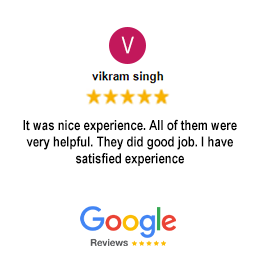 V
vikram singh
It was nice experience. All of them were
very helpful. They did good job. I have
satisfied experience
Google
Reviews